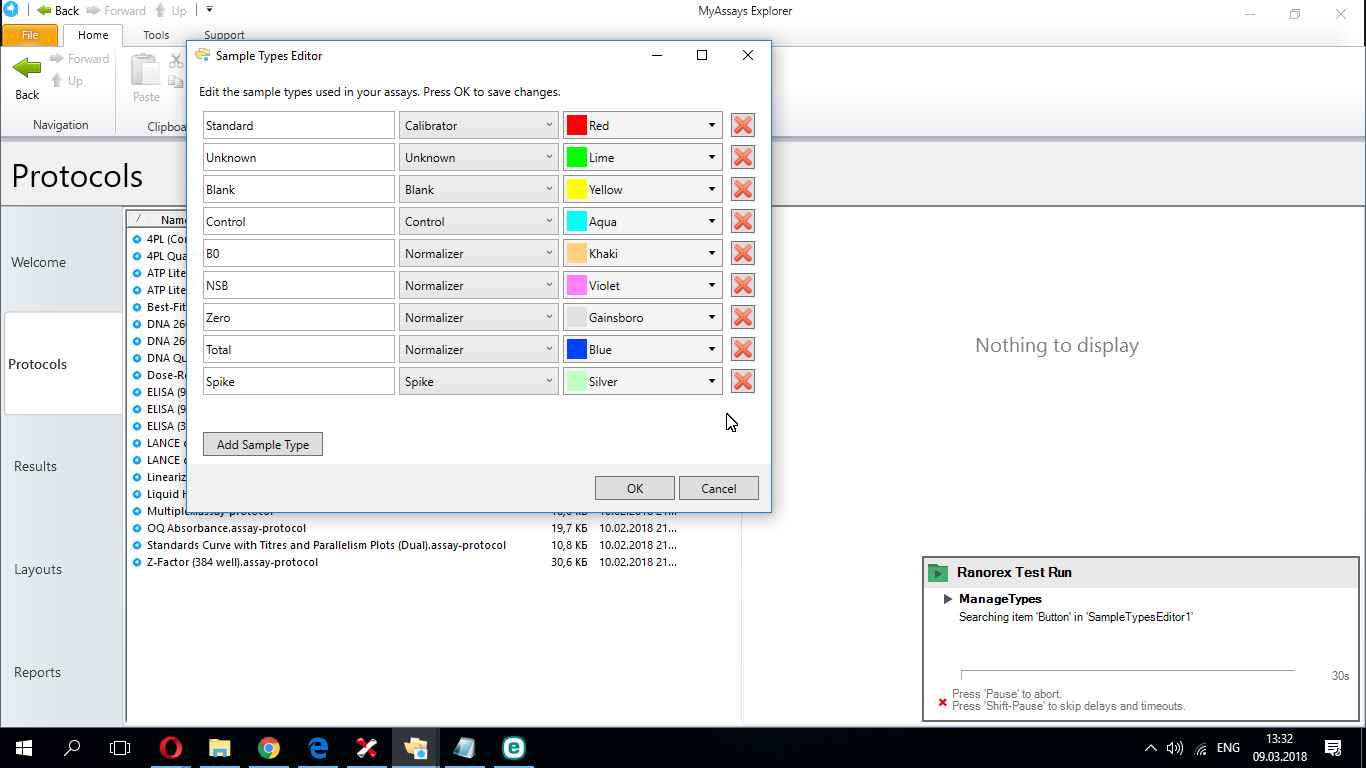 Back Forward Up
MyAssays Explorer
File Home Tools Support
Back
Forward
Up
Navigation
Paste
Clipboa
Protocols
Welcome
Protocols
Results
Layouts
Reports
Sample Types Editor
Edit the sample types used in your assays. Press OK to save changes.
Standard Calibrator Red
Unknown Unknown Lime
Blank Blank Yellow
Control Control Aqua
B0 Normalizer Khaki
NSB Normalizer Violet
Zero Normalizer Gainsboro
Total Normalizer Blue
Spike Spike Silver
Add Sample Type
OK Cancel
Nam
4PL (Co
4PL Qua
ATP Lite
ATP Lite
Best-Fit
DNA 26
DNA 26
DNA Qu
Dose-Re
ELISA (9
ELISA (9
ELISA (3
LANCE
LANCE
Lineariz
Liquid H
Multiplex.assay-protocol
OQ Absorbance.assay-protocol 19,7 КБ 10.02.2018 21...
Standards Curve with Titres and Parallelism Plots (Dual).assay-protocol 10,8 КБ 10.02.2018 21...
Z-Factor (384 well).assay-protocol 30,6 КБ 10.02.2018 21...
Nothing to display
Ranorex Test Run
ManageTypes
Searching item 'Button' in 'SampleTypesEditor1'
30s
Press 'Pause' to abort.
Press 'Shift-Pause' to skip delays and timeouts.
ENG
13:32
09.03.2018